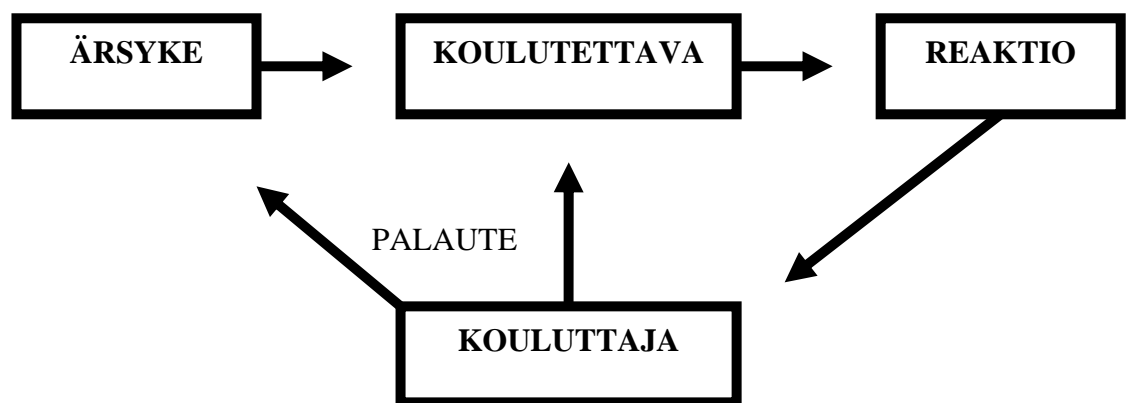 ÄRSYKE
KOULUTETTAVA
REAKTIO
PALAUTE
KOULUTTAJA